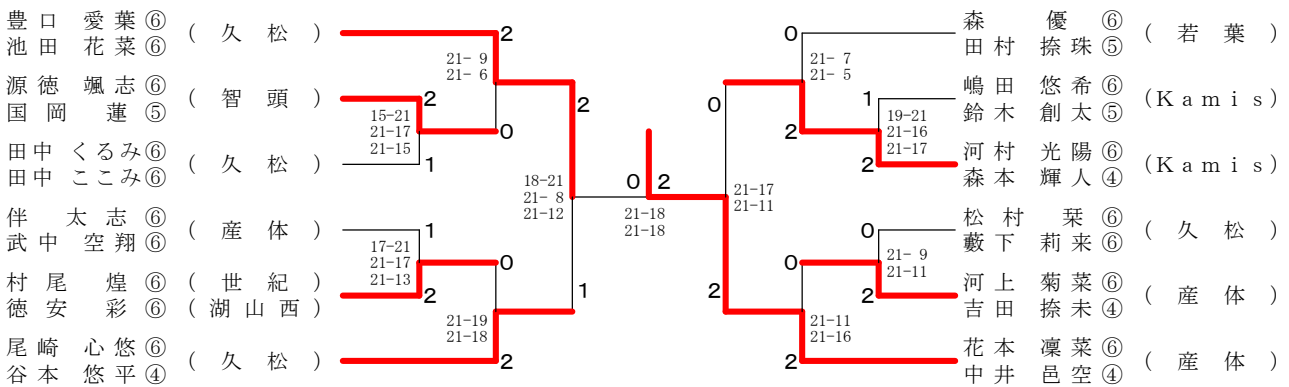 豊口 愛葉⑥
池田 花菜⑥
(久松)
源徳 颯志⑥
国岡 蓮⑤
(智頭)
田中 くるみ⑥
田中 ここみ⑥
(久松)
伴 太志⑥
武中 空翔⑥
(産体)
村尾 煌⑥(世紀)
徳安 彩⑥(湖山西)
尾崎 心悠⑥
谷本 悠平④
(久松)
2
21- 9
21- 6
2
15-21
21-17
21-15
0
1
2
18-21
21- 8
21-12
1
17-21
21-17
21-13
0
2
1
21-19
21-18
2
0 2
21-18
21-18
0
21- 7
21- 5
0
1
19-21
21-16
21-17
2
2
21-17
21-11
0
21- 9
21-11
0
2
2
21-11
21-16
2
森 優⑥
田村 捺珠⑤
(若葉)
嶋田 悠希⑥
鈴木 創太⑤
(Kamis)
河村 光陽⑥
森本 輝人④
(Kamis)
松村 栞⑥
藪下 莉来⑥
(久松)
河上 菊菜⑥
吉田 捺未④
(産体)
花本 凜菜⑥
中井 邑空④
(産体)